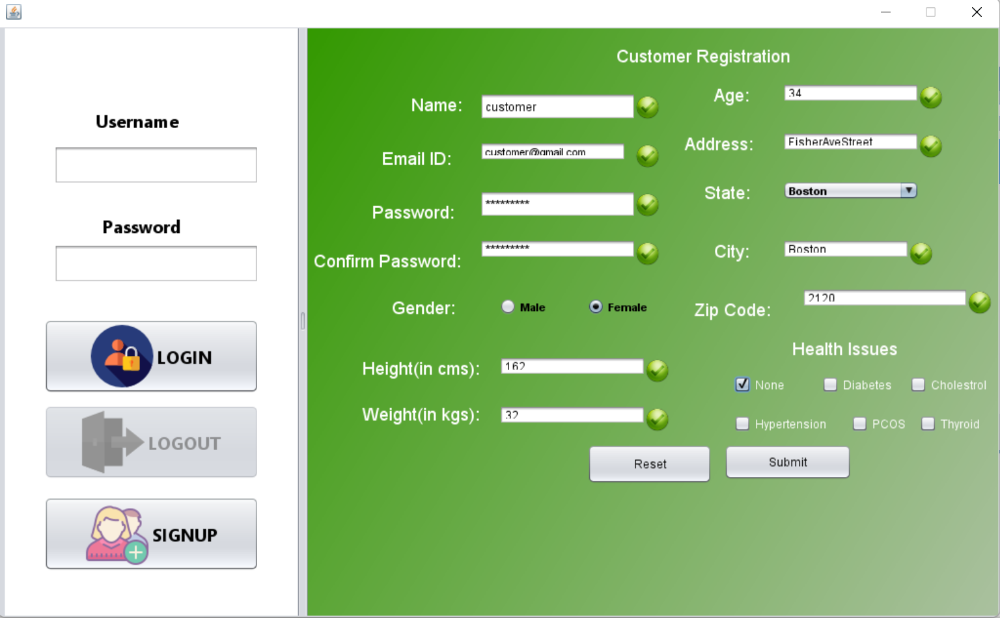 Username
Password
LOGIN
LOGOUT
SIGNUP
Customer Registration
Name: customer
Email ID: customer@gmail.com
Password: *********
Confirm Password: *********
Gender: Male Female
Height(in cms): 162
Weight(in kgs): 32
Age: 34
Address: FisherAveStreet
State: Boston
City: Boston
Zip Code: 2120
Health Issues
None Diabetes Cholestrol
Hypertension PCOS Thyroid
Reset Submit